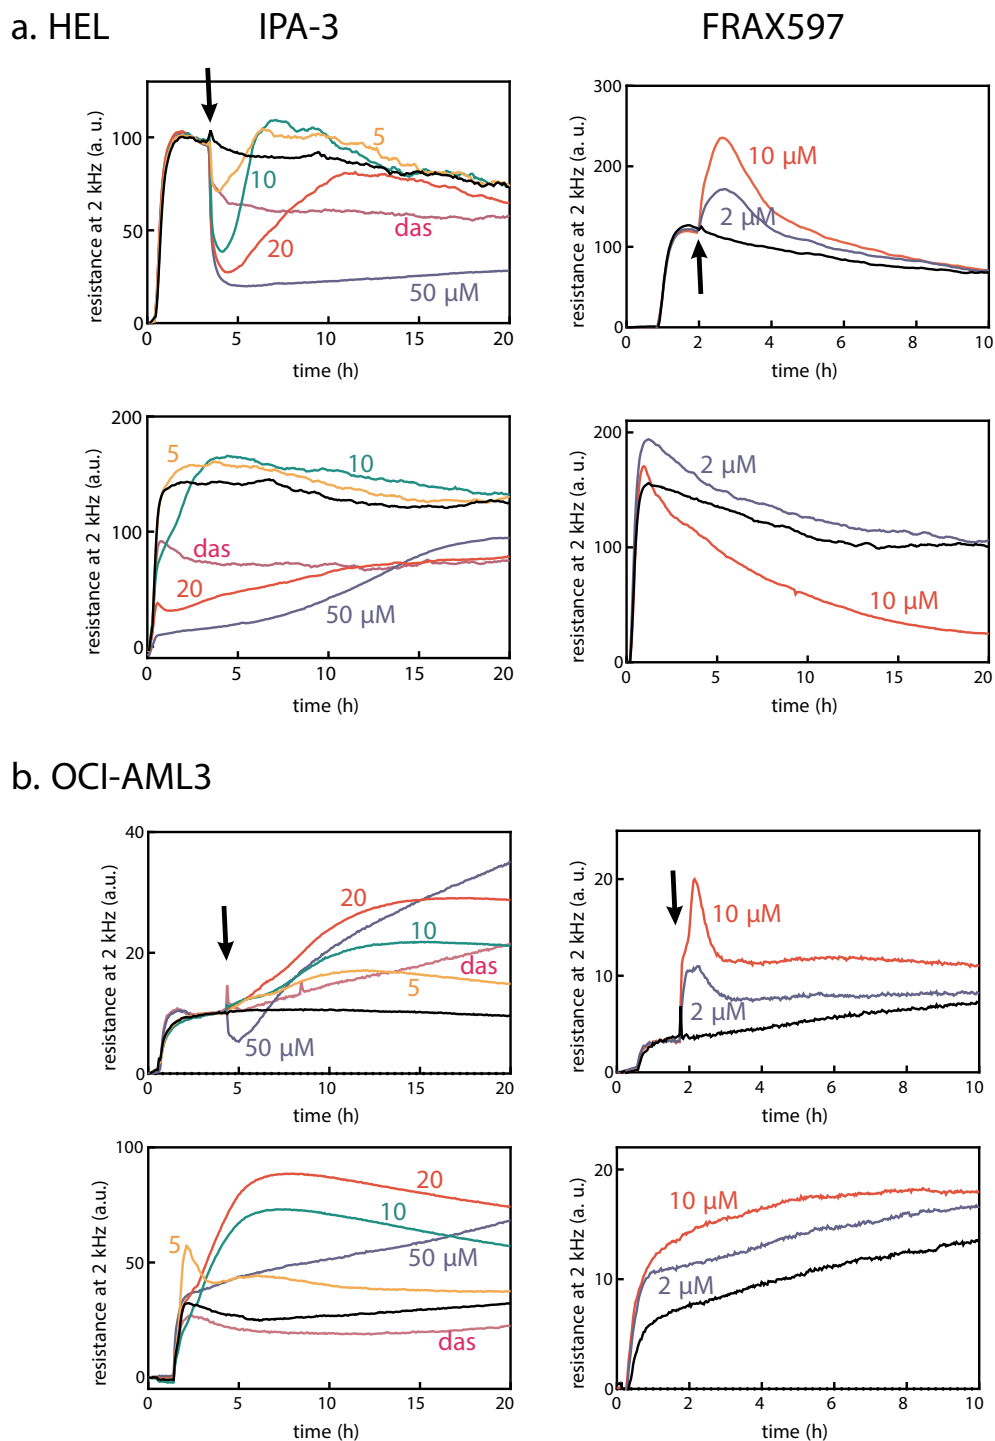 a. HEL
IPA-3
FRAX597
resistance at 2 kHz (a. u.)
100
50
0
0 5 10 15 20
time (h)
5
10
das
20
50 µM
resistance at 2 kHz (a. u.)
300
200
100
0
0 2 4 6 8 10
time (h)
10 µM
2 µM
resistance at 2 kHz (a.u.)
200
100
0
0 5 10 15 20
time (h)
5
10
das
20
50 µM
resistance at 2 kHz (a. u.)
200
100
0
0 5 10 15 20
time (h)
2 µM
10 µM
b. OCI-AML3
resistance at 2 kHz (a.u.)
40
20
0
0 5 10 15 20
time (h)
20
10
das
5
50 µM
resistance at 2 kHz (a. u.)
20
10
0
0 2 4 6 8 10
time (h)
10 µM
2 µM
resistance at 2 kHz (a.u.)
100
50
0
0 5 10 15 20
time (h)
20
10
5
50 µM
das
resistance at 2 kHz (a. u.)
20
10
0
0 2 4 6 8 10
time (h)
10 µM
2 µM